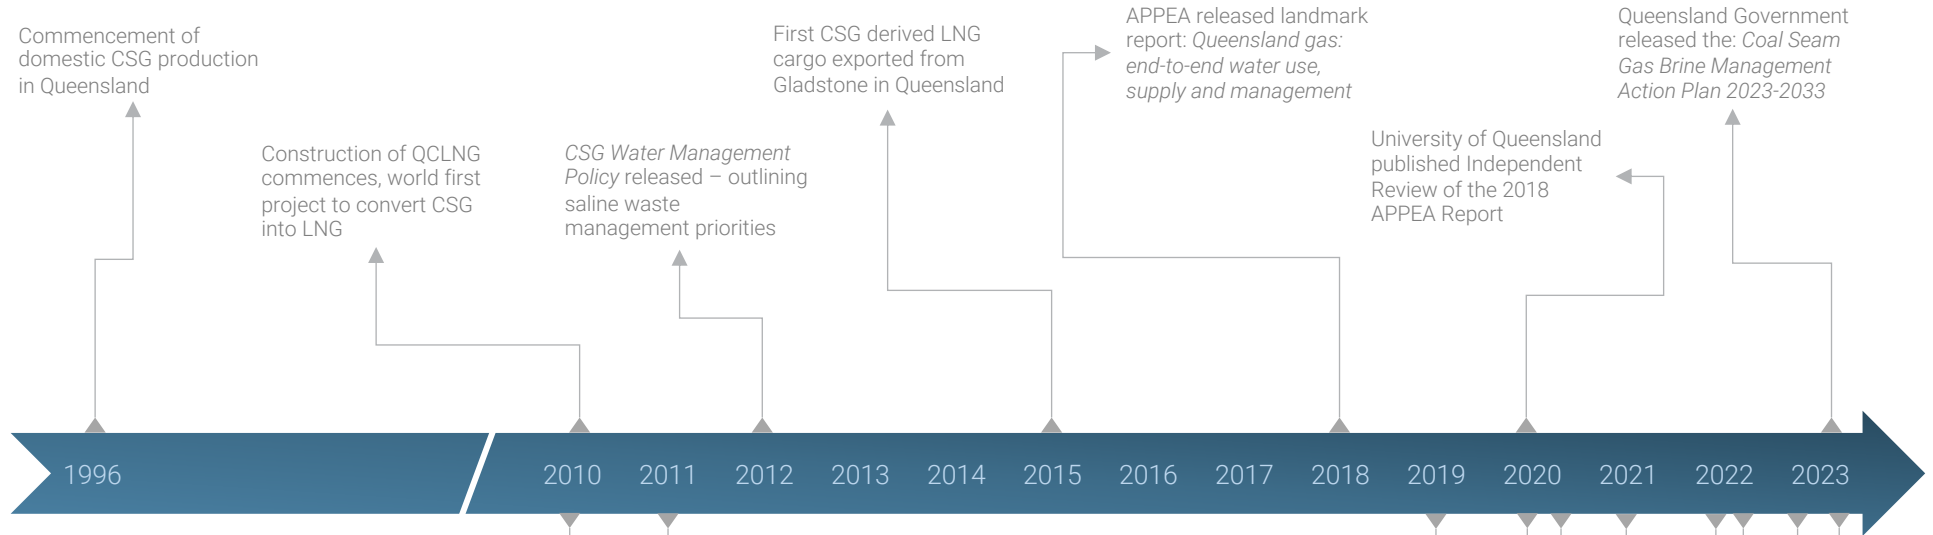 Commencement of
domestic CSG production
in Queensland
Construction of QCLNG
commences, world first
project to convert CSG
into LNG
CSG Water Management
Policy released – outlining
saline waste
management priorities
First CSG derived LNG
cargo exported from
Gladstone in Queensland
APPEA released landmark
report: Queensland gas:
end-to-end water use,
supply and management
University of Queensland
published Independent
Review of the 2018
APPEA Report
Queensland Government
released the: Coal Seam
Gas Brine Management
Action Plan 2023-2033
1996 2010 2011 2012 2013 2014 2015 2016 2017 2018 2019 2020 2021 2022 2023